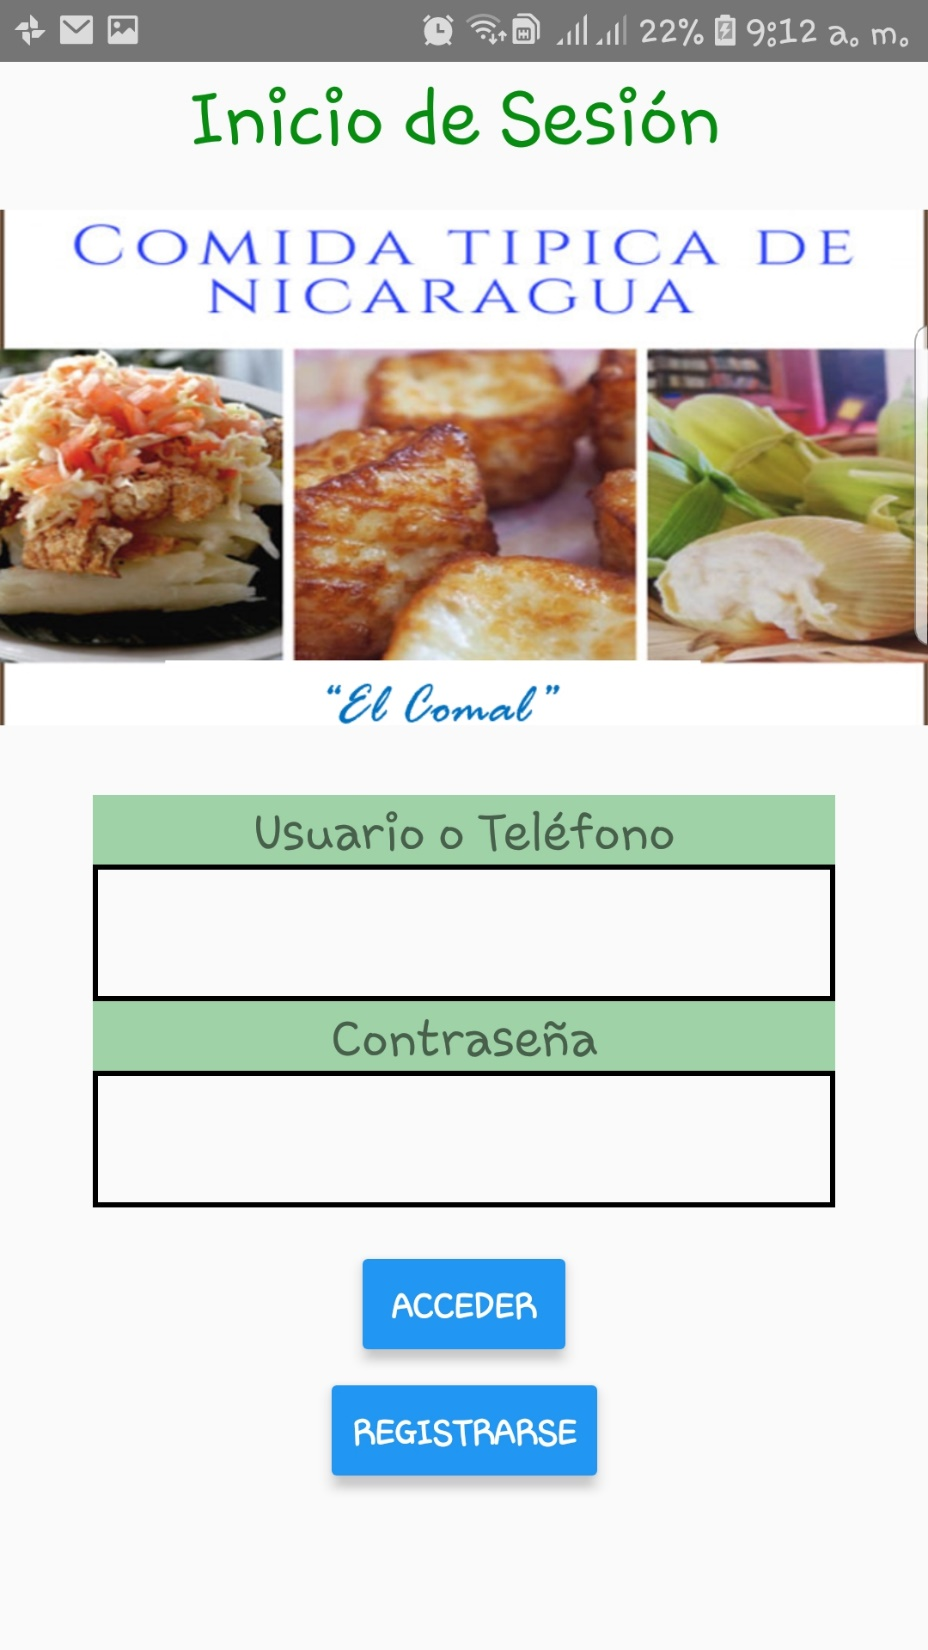 22% 9:12 a. m.
Inicio de Sesión
COMIDA TIPICA DE
NICARAGUA
“El Comal”
Usuario o Teléfono
Contraseña
ACCEDER
REGISTRARSE